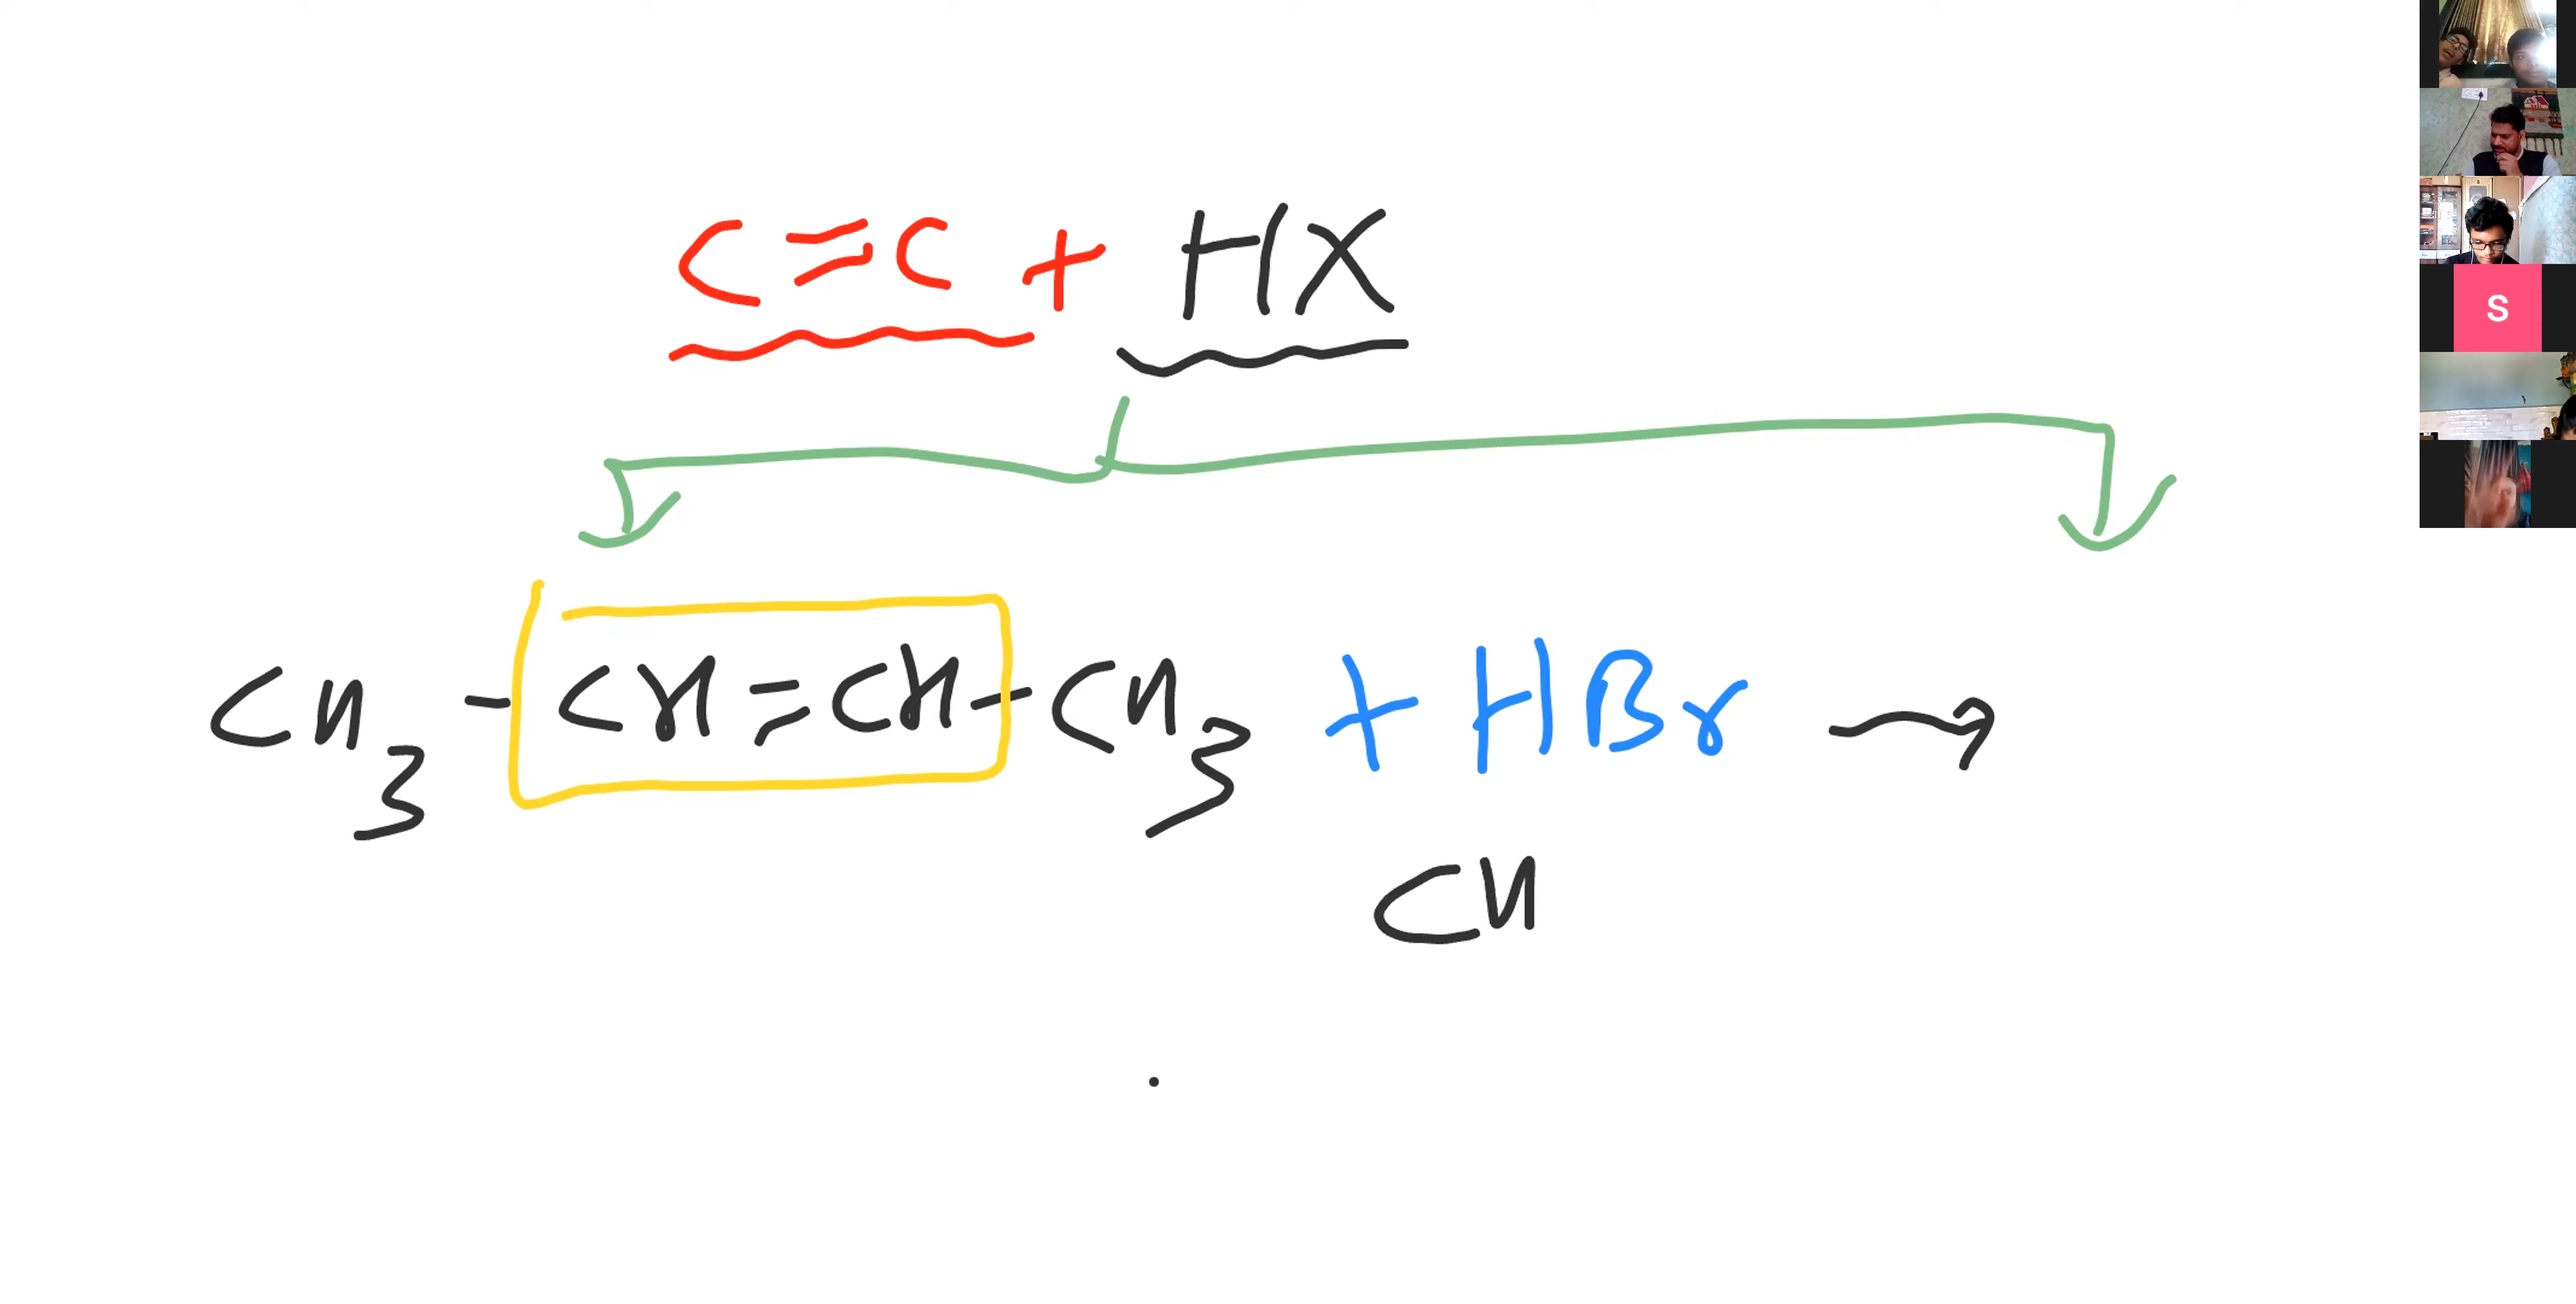 C=C + HX
S
CH3 - CH = CH - CH3 + HBr →
CH